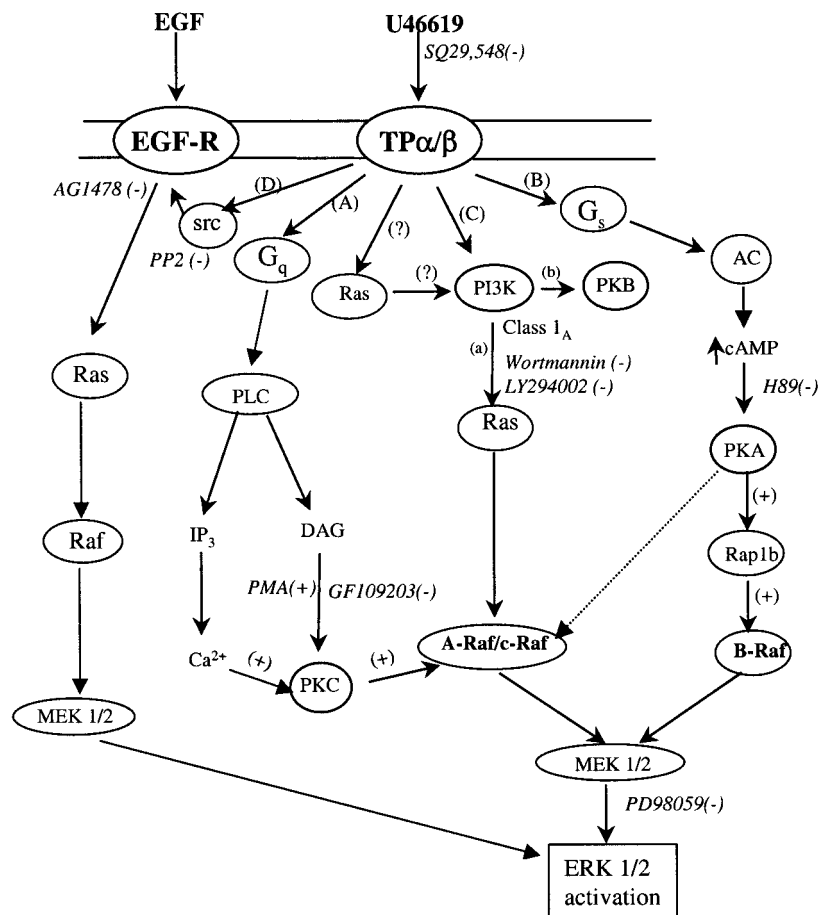 EGF
U46619
SQ29,548(-)
EGF-R
TPα/β
AG1478 (-)
(D)
(A)
(?)
(C)
(B)
src
PP2 (-)
Gq
Gs
Ras
(?)
PI3K
(b)
PKB
AC
Class 1A
(a)
Wortmannin (-)
LY294002 (-)
cAMP
H89(-)
Ras
PLC
Ras
PKA
(+)
Raf
IP3
DAG
Rap1b
PMA(+)
GF109203(-)
(+)
Ca2+
(+)
PKC
(+)
A-Raf/c-Raf
B-Raf
MEK 1/2
MEK 1/2
PD98059(-)
ERK 1/2
activation